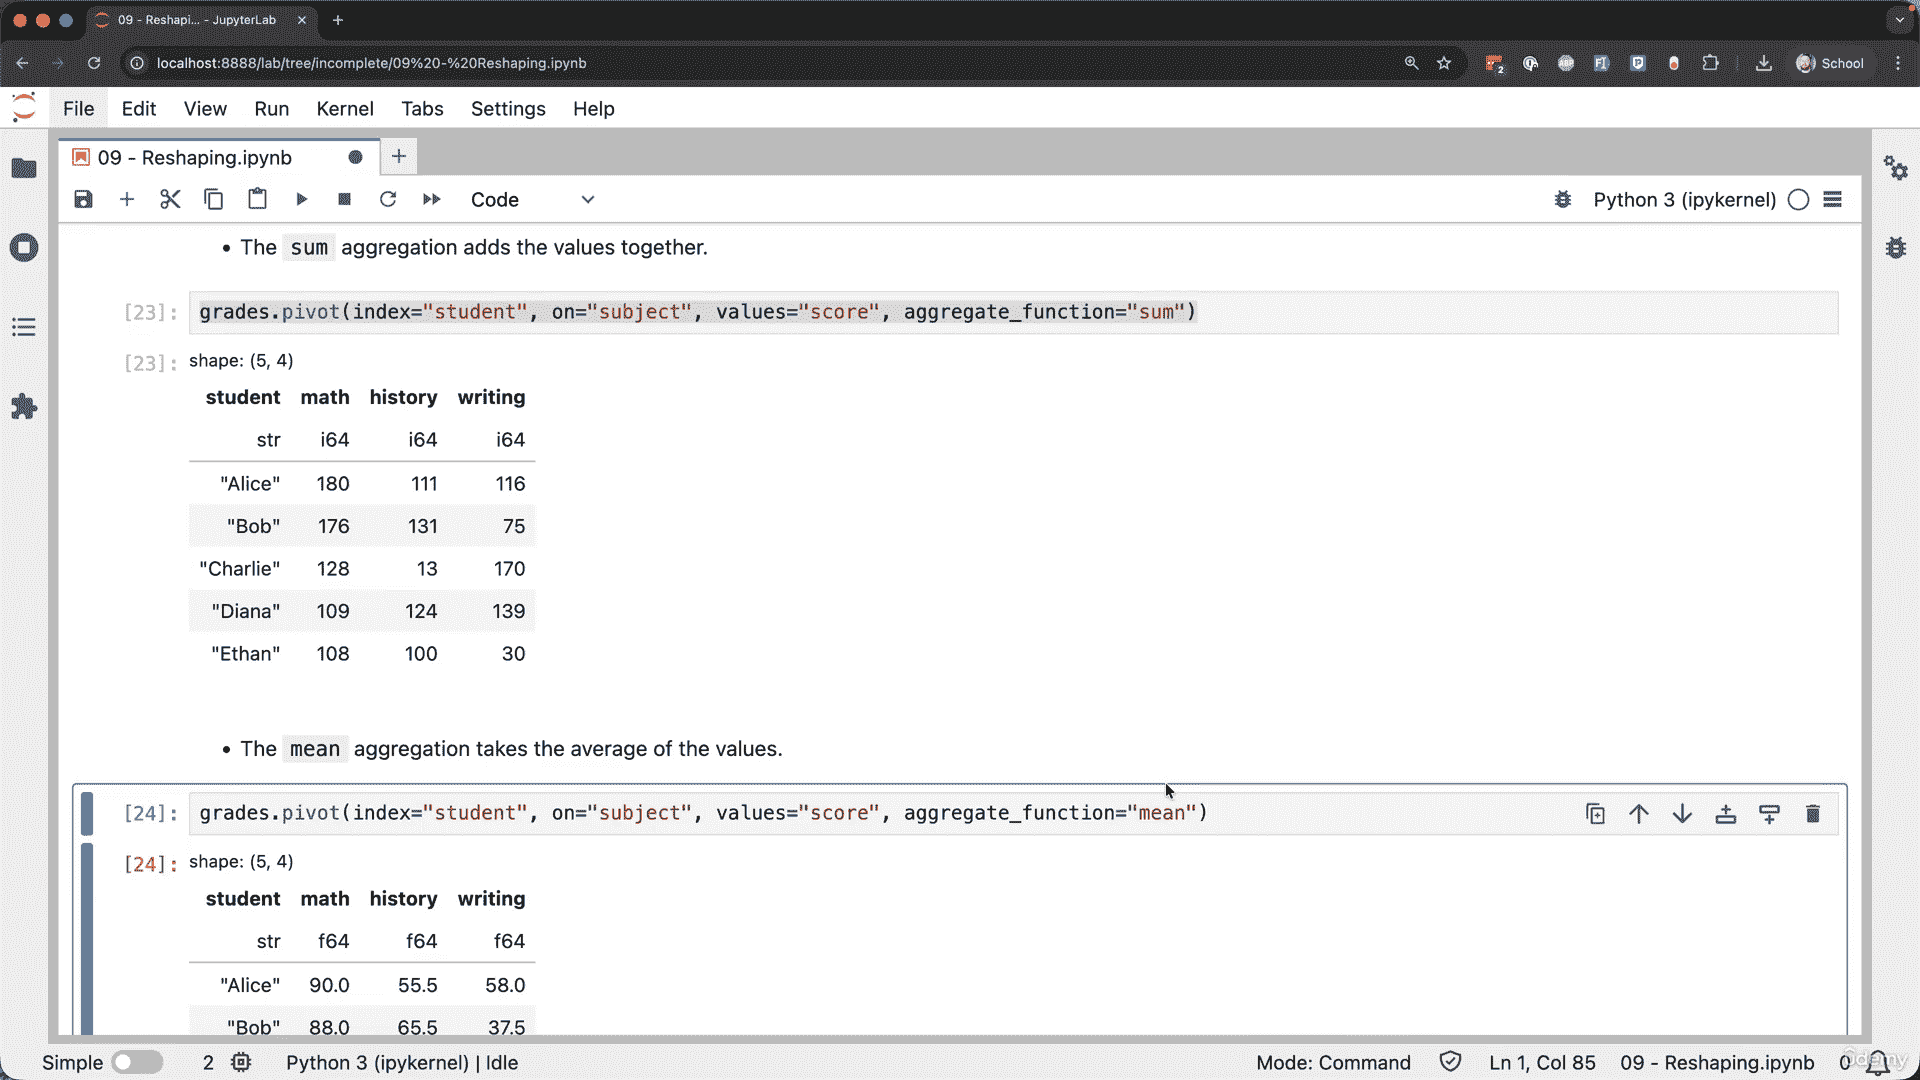 09 - Reshapi... - JupyterLab
localhost:8888/lab/tree/incomplete/09%20-%20Reshaping.ipynb
2
ABP
School
File Edit View Run Kernel Tabs Settings Help
09 - Reshaping.ipynb
Code
Python 3 (ipykernel)
• The sum aggregation adds the values together.
[23]: grades.pivot(index="student", on="subject", values="score", aggregate_function="sum")
[23]: shape: (5, 4)
student math history writing
str i64 i64 i64
"Alice" 180 111 116
"Bob" 176 131 75
"Charlie" 128 13 170
"Diana" 109 124 139
"Ethan" 108 100 30
• The mean aggregation takes the average of the values.
[24]: grades.pivot(index="student", on="subject", values="score", aggregate_function="mean")
[24]: shape: (5, 4)
student math history writing
str f64 f64 f64
"Alice" 90.0 55.5 58.0
"Bob" 88.0 65.5 37.5
Simple 2 Python 3 (ipykernel) | Idle Mode: Command Ln 1, Col 85 09 - Reshaping.ipynb 0
Udemy